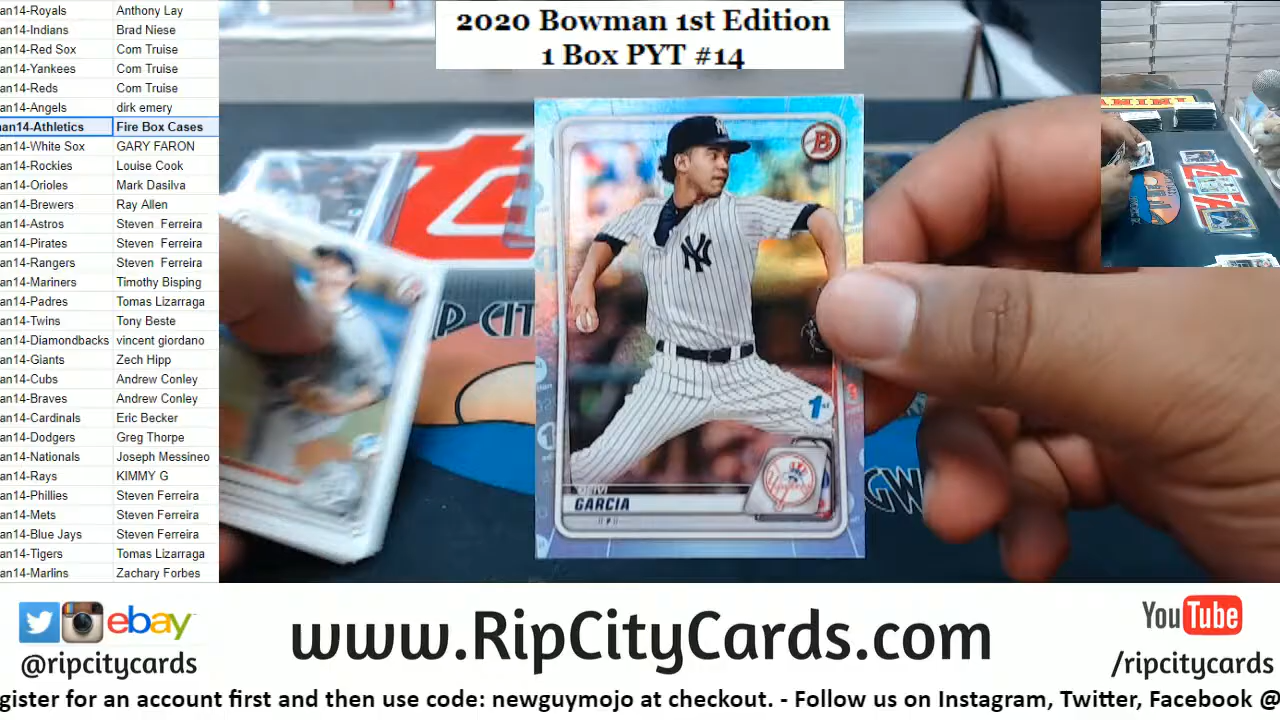 2020 Bowman 1st Edition
1 Box PYT #14
an14-Royals Anthony Lay
an14-Indians Brad Niese
an14-Red Sox Com Truise
an14-Yankees Com Truise
an14-Reds Com Truise
an14-Angels dirk emery
nan14-Athletics Fire Box Cases
an14-White Sox GARY FARON
an14-Rockies Louise Cook
an14-Orioles Mark Dasilva
an14-Brewers Ray Allen
an14-Astros Steven Ferreira
an14-Pirates Steven Ferreira
an14-Rangers Steven Ferreira
an14-Mariners Timothy Bisping
an14-Padres Tomas Lizarraga
an14-Twins Tony Beste
an14-Diamondbacks vincent giordano
an14-Giants Zech Hipp
an14-Cubs Andrew Conley
an14-Braves Andrew Conley
an14-Cardinals Eric Becker
an14-Dodgers Greg Thorpe
an14-Nationals Joseph Messineo
an14-Rays KIMMY G
an14-Phillies Steven Ferreira
an14-Mets Steven Ferreira
an14-Blue Jays Steven Ferreira
an14-Tigers Tomas Lizarraga
an14-Marlins Zachary Forbes
B
NY
1st
GARCIA
Yankees
P CIT
GW
ebay
@ripcitycards
www.RipCityCards.com
YouTube
/ripcitycards
gister for an account first and then use code: newguymojo at checkout. - Follow us on Instagram, Twitter, Facebook @